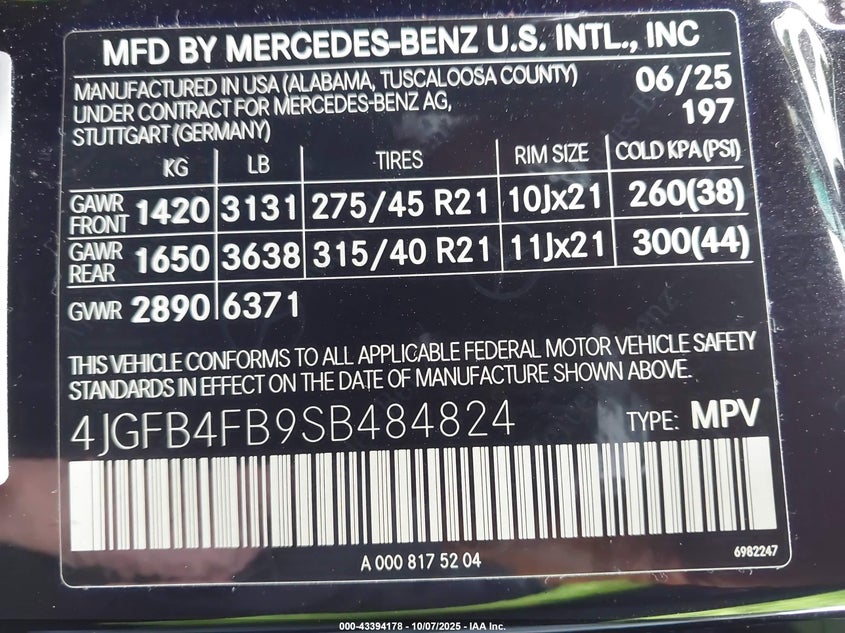 MFD BY MERCEDES-BENZ U.S. INTL., INC
MANUFACTURED IN USA (ALABAMA, TUSCALOOSA COUNTY) 06/25
UNDER CONTRACT FOR MERCEDES-BENZ AG, 197
STUTTGART (GERMANY)
KG LB TIRES RIM SIZE COLD KPA (PSI)
GAWR FRONT 1420 3131 275/45 R21 10Jx21 260(38)
GAWR REAR 1650 3638 315/40 R21 11Jx21 300(44)
GVWR 2890 6371
THIS VEHICLE CONFORMS TO ALL APPLICABLE FEDERAL MOTOR VEHICLE SAFETY
STANDARDS IN EFFECT ON THE DATE OF MANUFACTURE SHOWN ABOVE.
4JGFB4FB9SB484824 TYPE: MPV
A 000 817 52 04 6982247
000-43394178 - 10/07/2025 - IAA Inc.